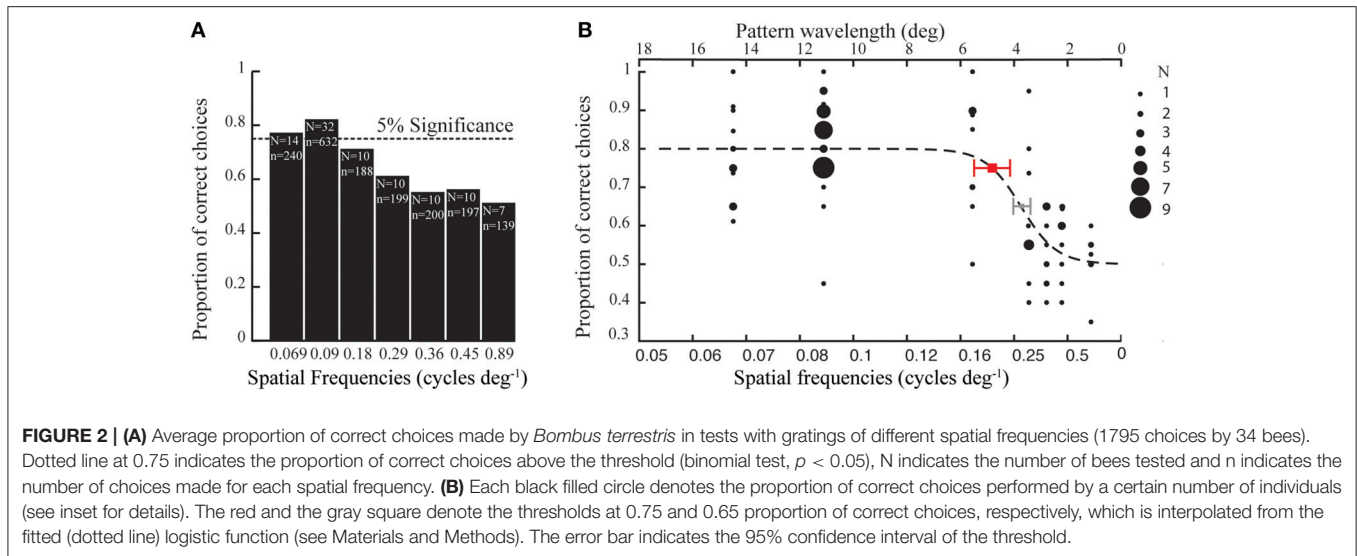 A
Proportion of correct choices
1
0.8
0.6
0.4
0.2
0
5% Significance
N=14
n=240
N=32
n=632
N=10
n=188
N=10
n=199
N=10
n=200
N=10
n=197
N=7
n=139
0.069 0.09 0.18 0.29 0.36 0.45 0.89
Spatial Frequencies (cycles deg-1)
B
Pattern wavelength (deg)
18 16 14 12 10 8 6 4 2 0
Proportion of correct choices
1
0.9
0.8
0.7
0.6
0.5
0.4
0.3
0.05 0.06 0.07 0.08 0.1 0.12 0.16 0.25 0.5 0
Spatial frequencies (cycles deg-1)
N
1
2
3
4
5
7
9
FIGURE 2 | (A) Average proportion of correct choices made by Bombus terrestris in tests with gratings of different spatial frequencies (1795 choices by 34 bees).
Dotted line at 0.75 indicates the proportion of correct choices above the threshold (binomial test, p < 0.05), N indicates the number of bees tested and n indicates the
number of choices made for each spatial frequency. (B) Each black filled circle denotes the proportion of correct choices performed by a certain number of individuals
(see inset for details). The red and the gray square denote the thresholds at 0.75 and 0.65 proportion of correct choices, respectively, which is interpolated from the
fitted (dotted line) logistic function (see Materials and Methods). The error bar indicates the 95% confidence interval of the threshold.